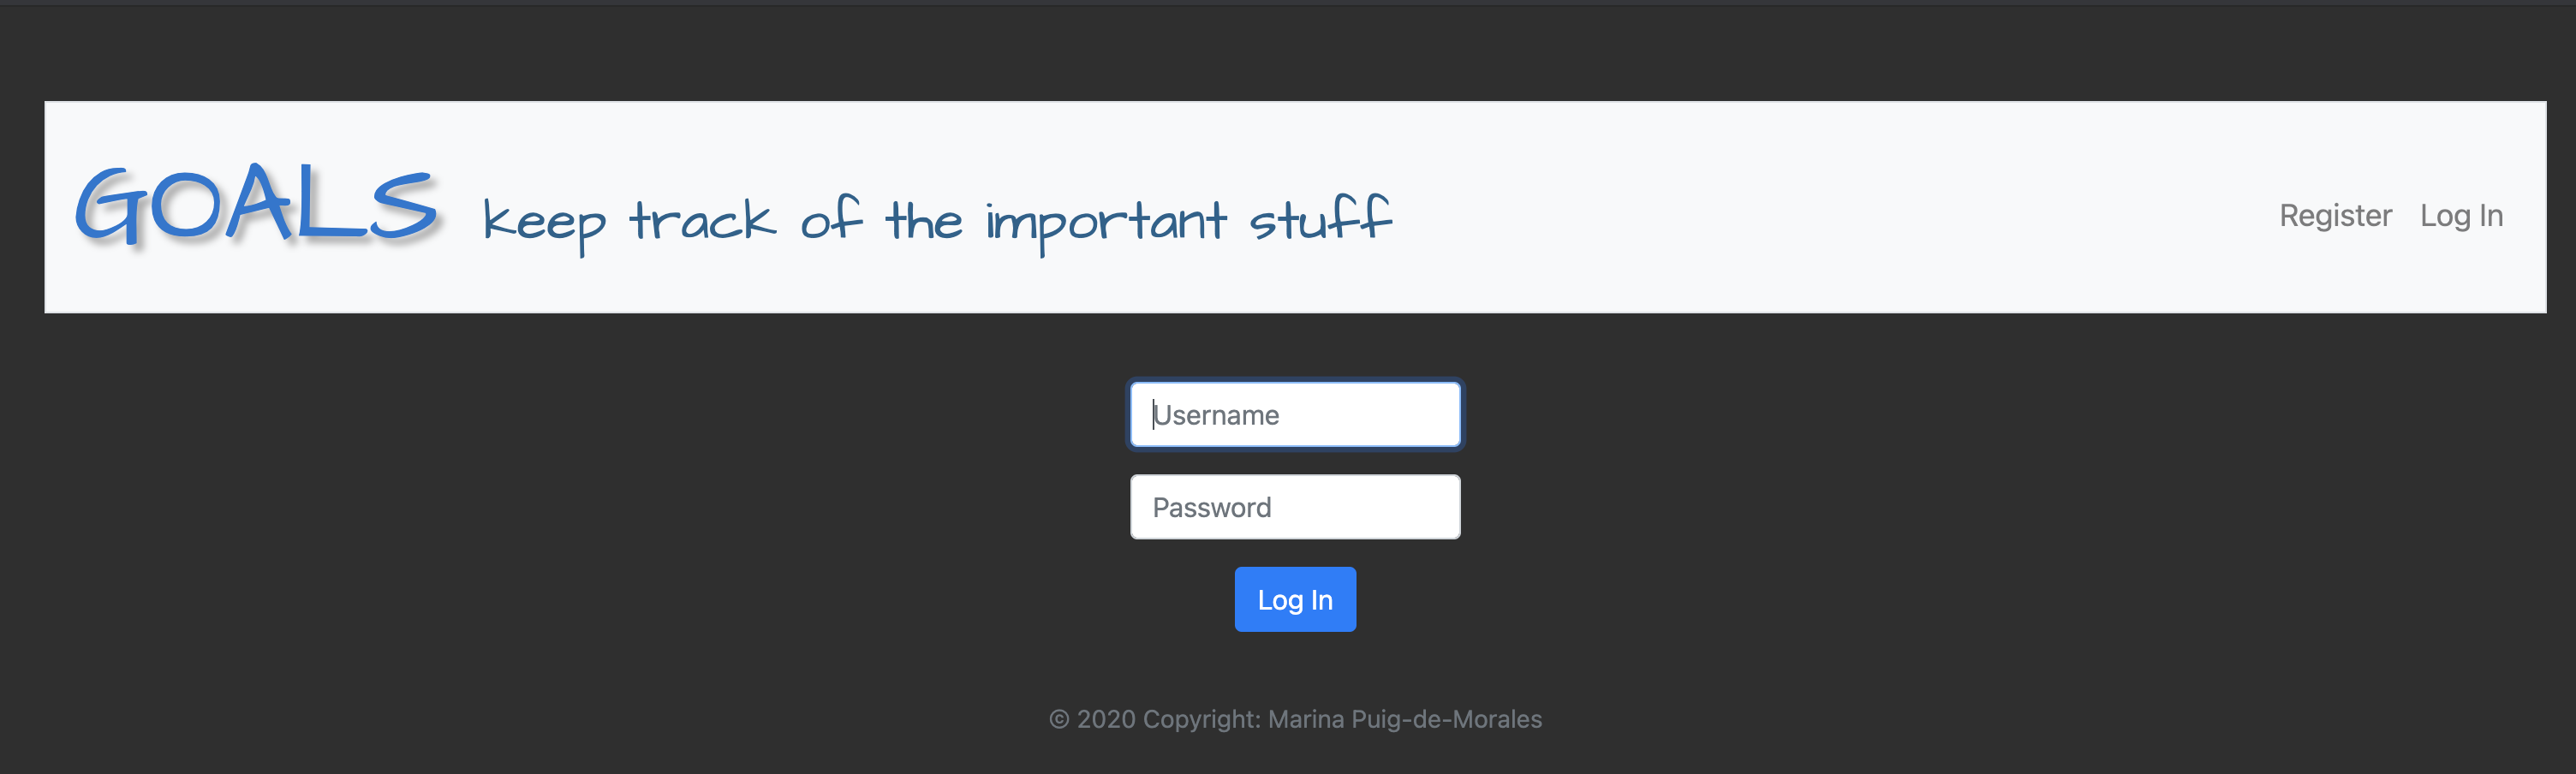 GOALS keep track of the important stuff Register Log In
Username
Password
Log In
© 2020 Copyright: Marina Puig-de-Morales